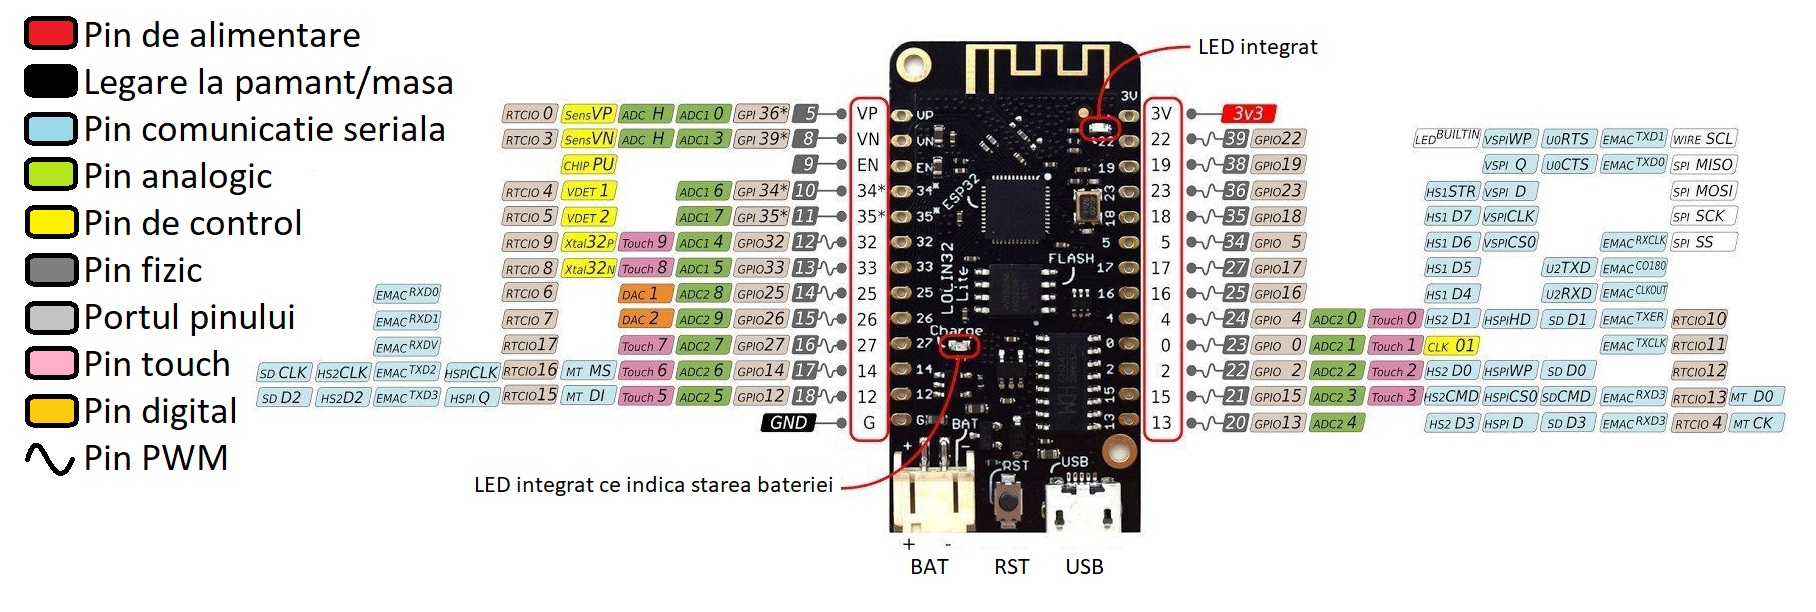 Pin de alimentare
Legare la pamant/masa
Pin comunicatie seriala
Pin analogic
Pin de control
Pin fizic
Portul pinului
Pin touch
Pin digital
Pin PWM
LED integrat
RTCIO 0 SensVP ADC H ADC1 0 GPI 36* 5 VP
RTCIO 3 SensVN ADC H ADC1 3 GPI 39* 8 VN
CHIP PU 9 EN
RTCIO 4 VDET 1 ADC1 6 GPI 34* 10 34*
RTCIO 5 VDET 2 ADC1 7 GPI 35* 11 35*
RTCIO 9 Xtal32P Touch 9 ADC1 4 GPIO32 12 32
RTCIO 8 Xtal32N Touch 8 ADC1 5 GPIO33 13 33
EMAC RXD0 RTCIO 6 DAC 1 ADC2 8 GPIO25 14 25
EMAC RXD1 RTCIO 7 DAC 2 ADC2 9 GPIO26 15 26
EMAC RXDV RTCIO17 Touch 7 ADC2 7 GPIO27 16 27
SD CLK HS2CLK EMAC TXD2 HSPICLK RTCIO16 MT MS Touch 6 ADC2 6 GPIO14 17 14
SD D2 HS2D2 EMAC TXD3 HSPI Q RTCIO15 MT DI Touch 5 ADC2 5 GPIO12 18 12
GND G
VP
VN
EN
34*
35*
32
33
25
26
27
14
12
G
ESP32
LOLIN32
Lite
FLASH
Charge
BAT
+ -
RST
USB
3V
22
19
23
18
5
17
16
4
0
2
15
13
3V 3v3
22 39 GPIO22 LEDBUILTIN VSPIWP U0RTS EMAC TXD1 WIRE SCL
19 38 GPIO19 VSPI Q U0CTS EMAC TXD0 SPI MISO
23 36 GPIO23 HS1STR VSPI D SPI MOSI
18 35 GPIO18 HS1 D7 VSPICLK SPI SCK
5 34 GPIO 5 HS1 D6 VSPICS0 EMAC RXCLK SPI SS
17 27 GPIO17 HS1 D5 U2TXD EMAC CO180
16 25 GPIO16 HS1 D4 U2RXD EMAC CLKOUT
4 24 GPIO 4 ADC2 0 Touch 0 HS2 D1 HSPIHD SD D1 EMAC TXER RTCIO10
0 23 GPIO 0 ADC2 1 Touch 1 CLK 01 EMAC TXCLK RTCIO11
2 22 GPIO 2 ADC2 2 Touch 2 HS2 D0 HSPIWP SD D0 RTCIO12
15 21 GPIO15 ADC2 3 Touch 3 HS2CMD HSPICS0 SDCMD EMAC RXD3 RTCIO13 MT D0
13 20 GPIO13 ADC2 4 HS2 D3 HSPI D SD D3 EMAC RXD3 RTCIO 4 MT CK
LED integrat ce indica starea bateriei
+ -
BAT RST USB